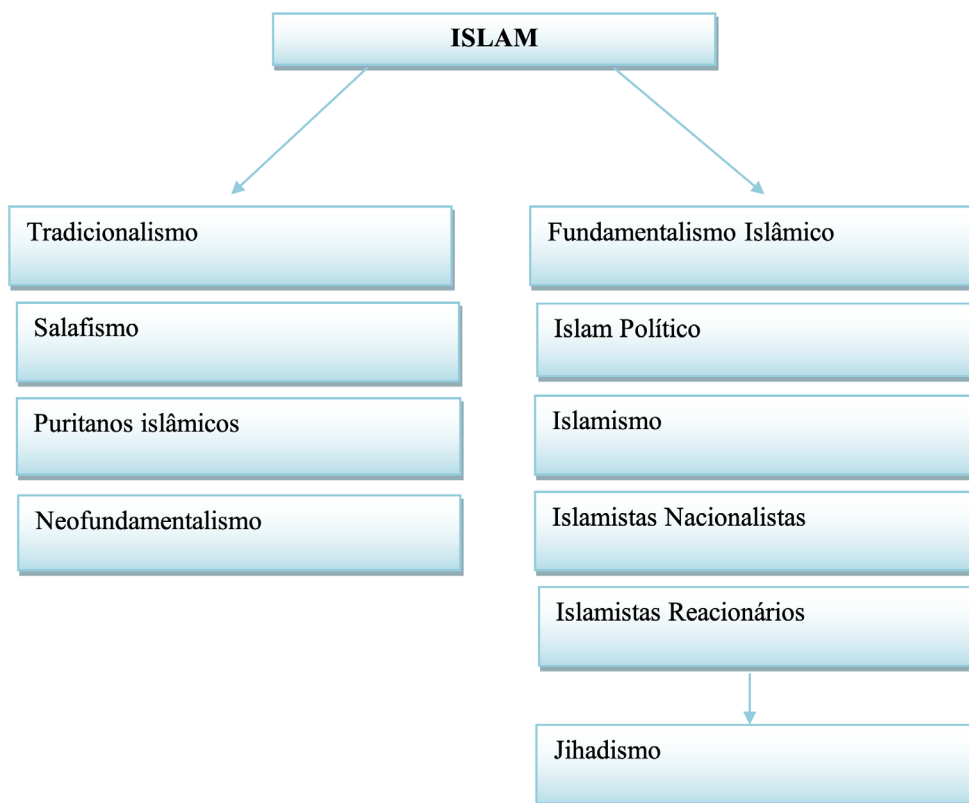 ISLAM
Tradicionalismo
Salafismo
Puritanos islâmicos
Neofundamentalismo
Fundamentalismo Islâmico
Islam Político
Islamismo
Islamistas Nacionalistas
Islamistas Reacionários
Jihadismo